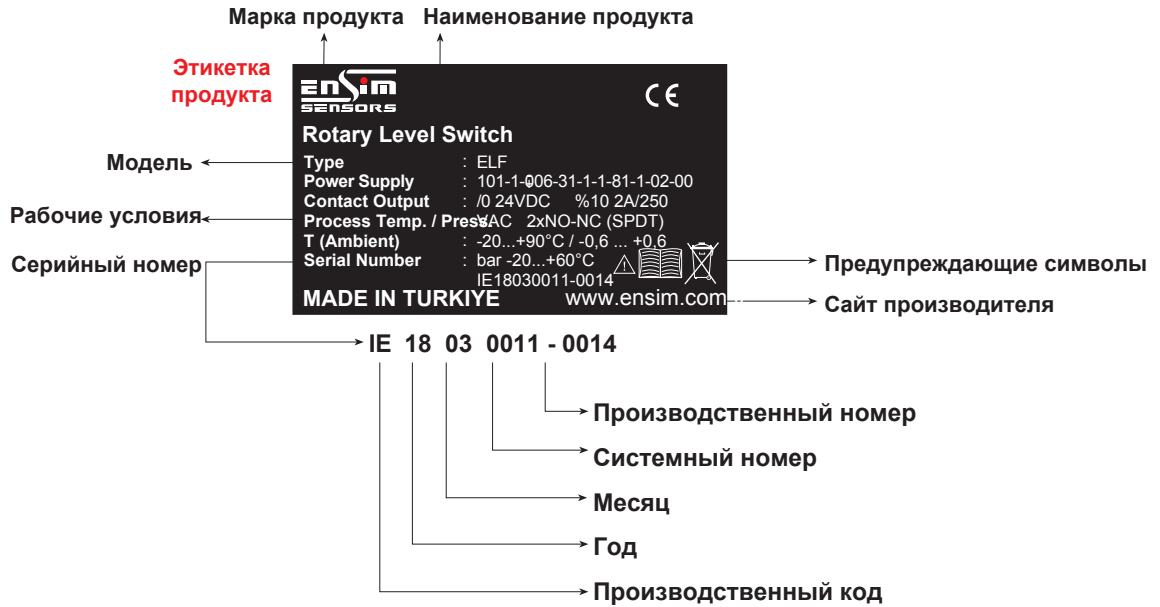 Марка продукта Наименование продукта
Этикетка
продукта
ENSIM
SENSORS
CE
Rotary Level Switch
Модель
Type : ELF
Power Supply : 101-1-006-31-1-1-81-1-02-00
Contact Output : /0 24VDC %10 2A/250
Рабочие условия
Process Temp. / Press. VAC 2xNO-NC (SPDT)
T (Ambient) : -20...+90°C / -0,6 ... +0,6
Серийный номер
Serial Number : bar -20...+60°C
IE18030011-0014
Предупреждающие символы
MADE IN TURKIYE www.ensim.com
Сайт производителя
IE 18 03 0011 - 0014
Производственный номер
Системный номер
Месяц
Год
Производственный код